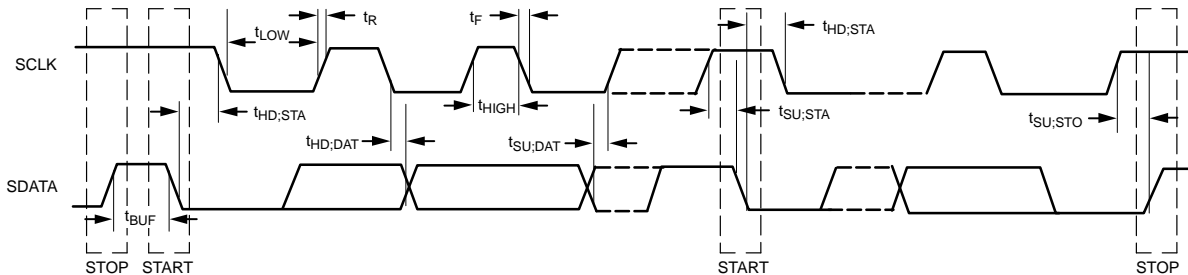 tR
tF
tLOW
tHD;STA
SCLK
tHD;STA
tHIGH
tSU;STA
tSU;STO
tHD;DAT
tSU;DAT
SDATA
tBUF
STOP
START
START
STOP